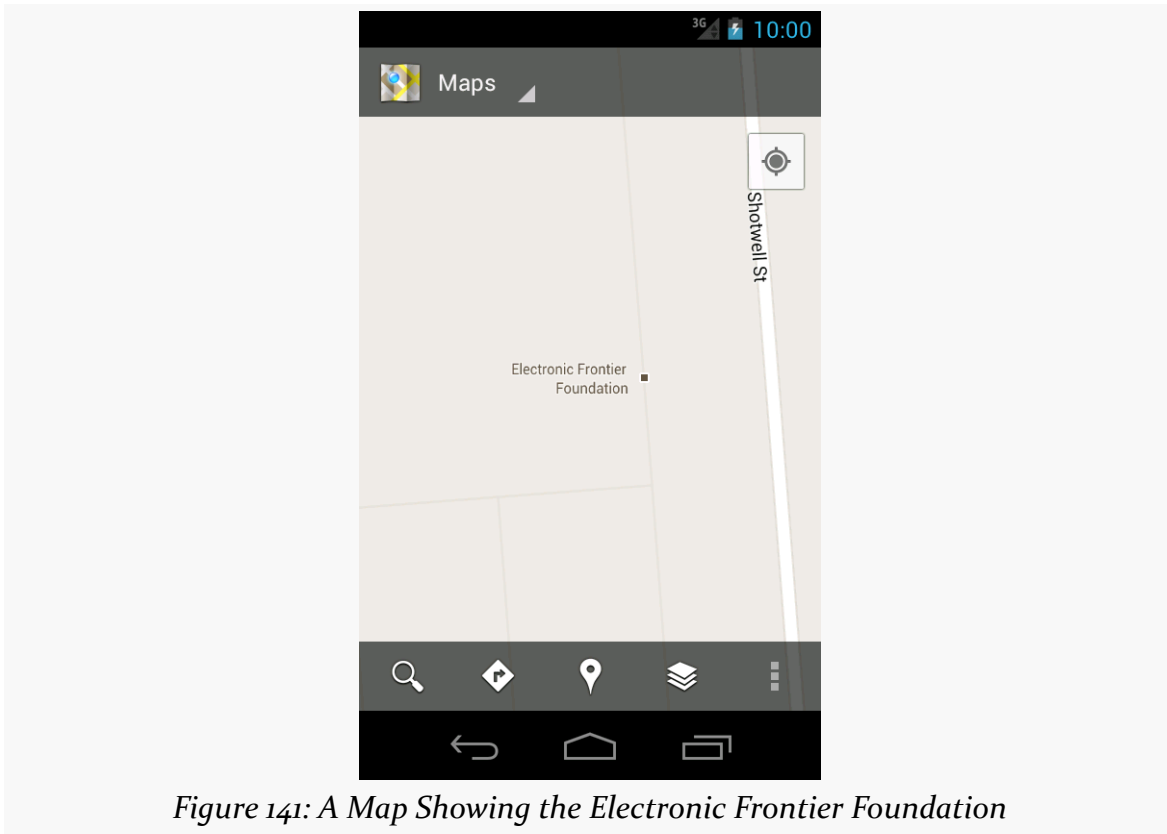 3G 10:00
Maps
Shotwell St
Electronic Frontier
Foundation
Figure 141: A Map Showing the Electronic Frontier Foundation